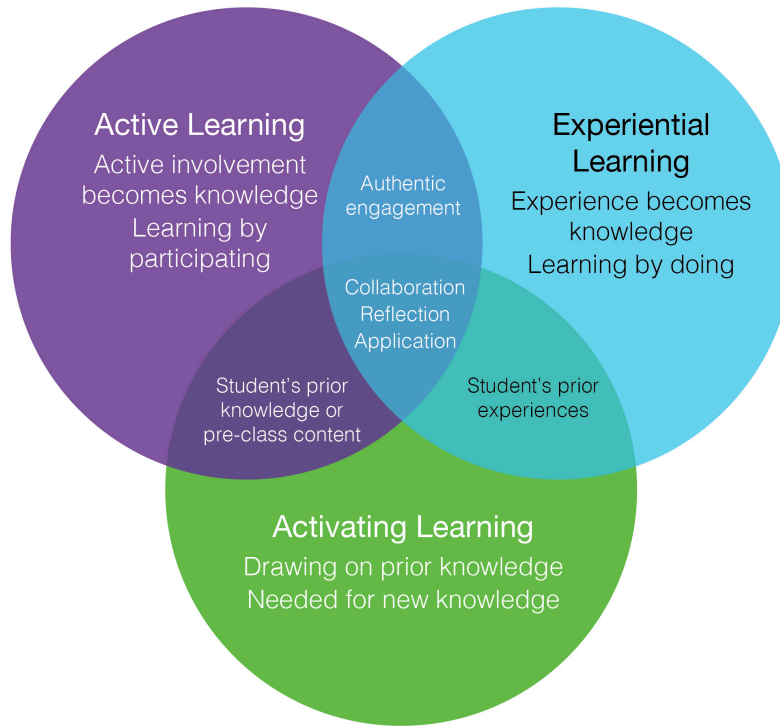 Active Learning
Active involvement
becomes knowledge
Learning by
participating
Authentic
engagement
Experiential
Learning
Experience becomes
knowledge
Learning by doing
Collaboration
Reflection
Application
Student's prior
knowledge or
pre-class content
Student's prior
experiences
Activating Learning
Drawing on prior knowledge
Needed for new knowledge